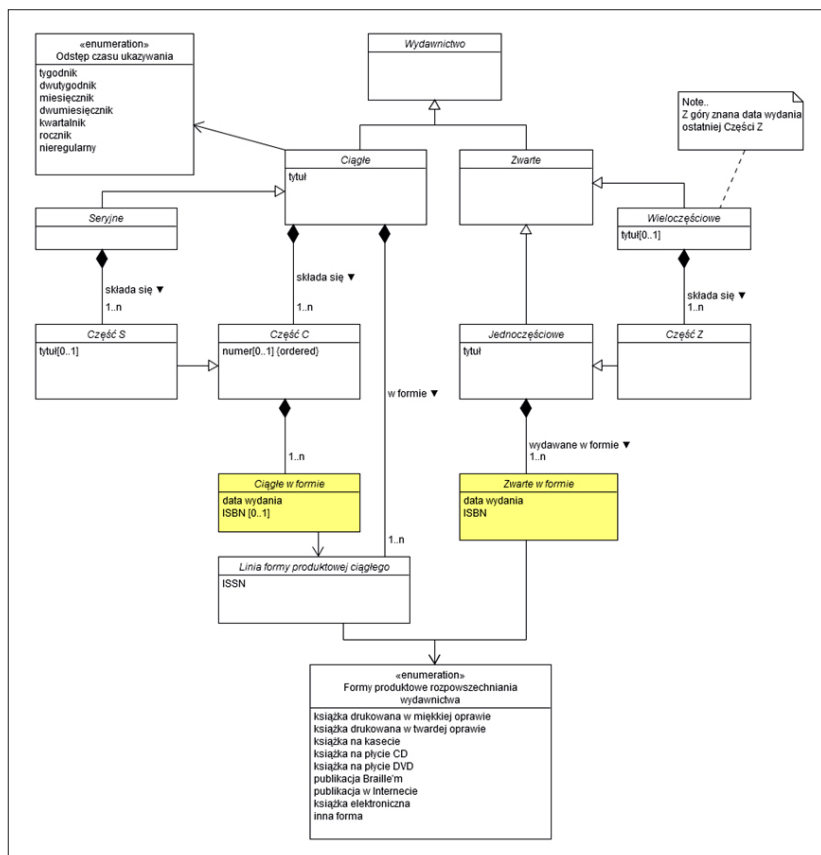 «enumeration»
Odstęp czasu ukazywania
tygodnik
dwutygodnik
miesięcznik
dwumiesięcznik
kwartalnik
rocznik
nieregularny
Wydawnictwo
Note..
Z góry znana data wydania
ostatniej Części Z
Ciągłe
tytuł
Zwarte
Seryjne
Wieloczęściowe
tytuł[0..1]
składa się ▼
1..n
składa się ▼
1..n
składa się ▼
1..n
Część S
tytuł[0..1]
Część C
numer[0..1] {ordered}
Jednoczęściowe
tytuł
Część Z
w formie ▼
1..n
wydawane w formie ▼
1..n
Ciągłe w formie
data wydania
ISBN [0..1]
Zwarte w formie
data wydania
ISBN
1..n
Linia formy produktowej ciągłego
ISSN
«enumeration»
Formy produktowe rozpowszechniania
wydawnictwa
książka drukowana w miękkiej oprawie
książka drukowana w twardej oprawie
książka na kasecie
książka na płycie CD
książka na płycie DVD
publikacja Braille'm
publikacja w Internecie
książka elektroniczna
inna forma